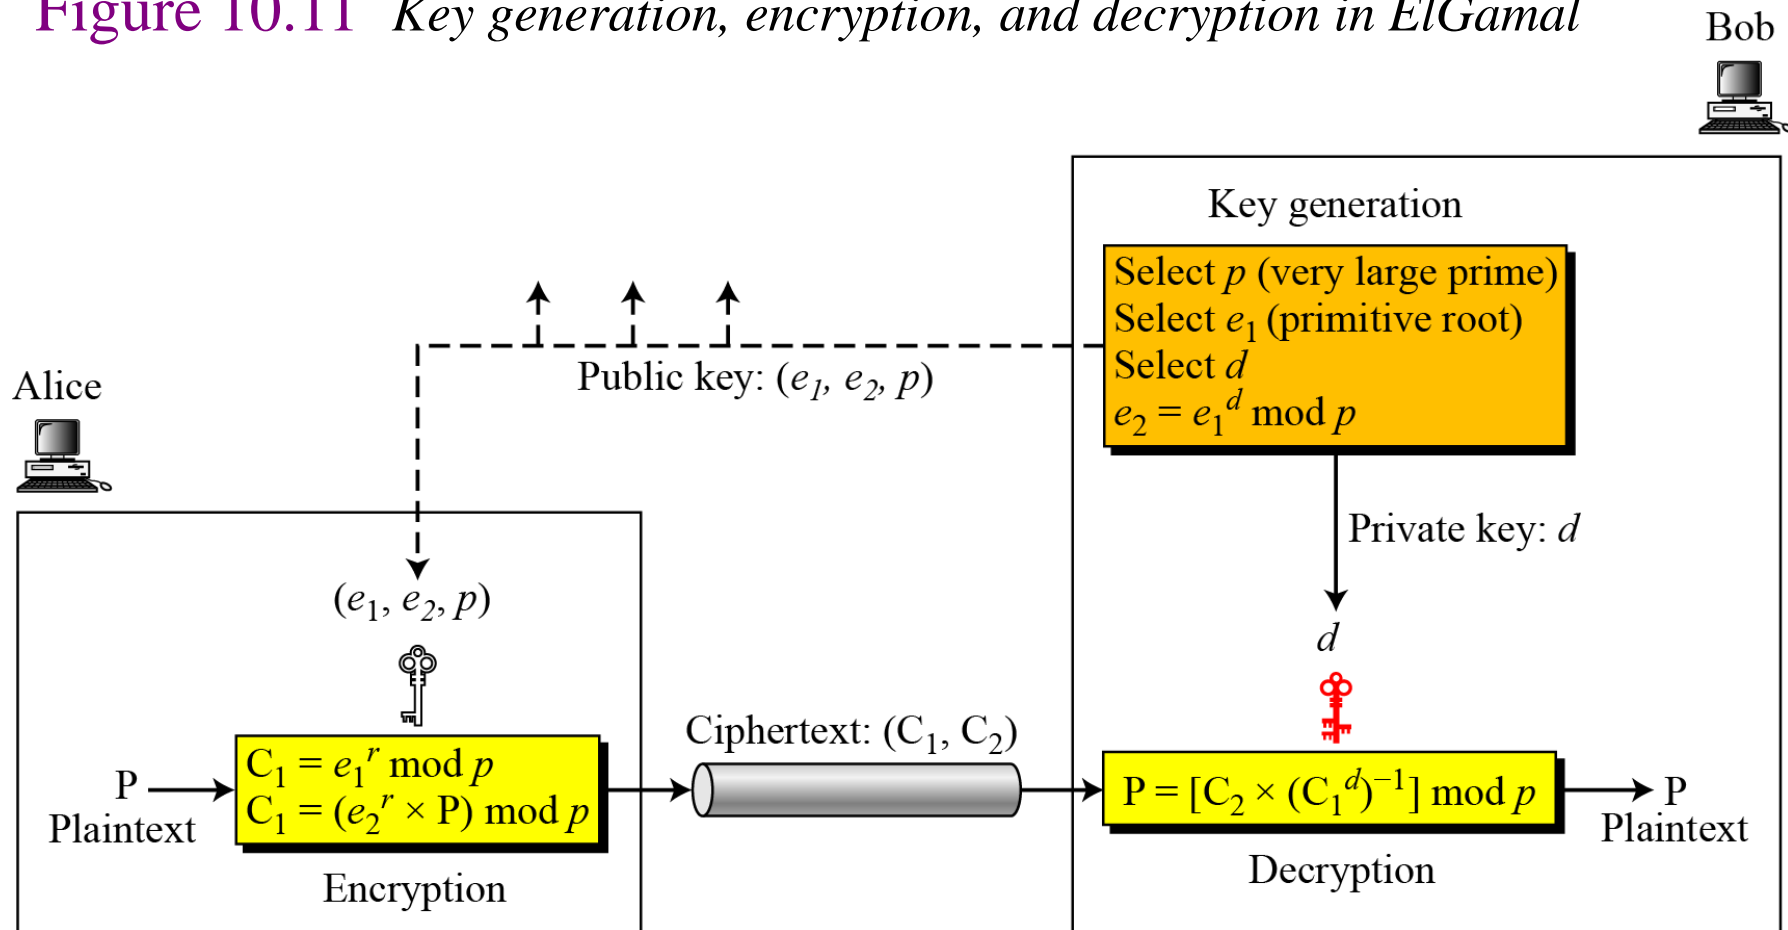 Figure 10.11 Key generation, encryption, and decryption in ElGamal
Bob
Key generation
Select p (very large prime)
Select e₁ (primitive root)
Select d
e₂ = e₁ᵈ mod p
Public key: (e₁, e₂, p)
Alice
Private key: d
(e₁, e₂, p)
d
Ciphertext: (C₁, C₂)
C₁ = e₁ʳ mod p
C₁ = (e₂ʳ × P) mod p
P
Plaintext
P = [C₂ × (C₁ᵈ)⁻¹] mod p
P
Plaintext
Encryption
Decryption